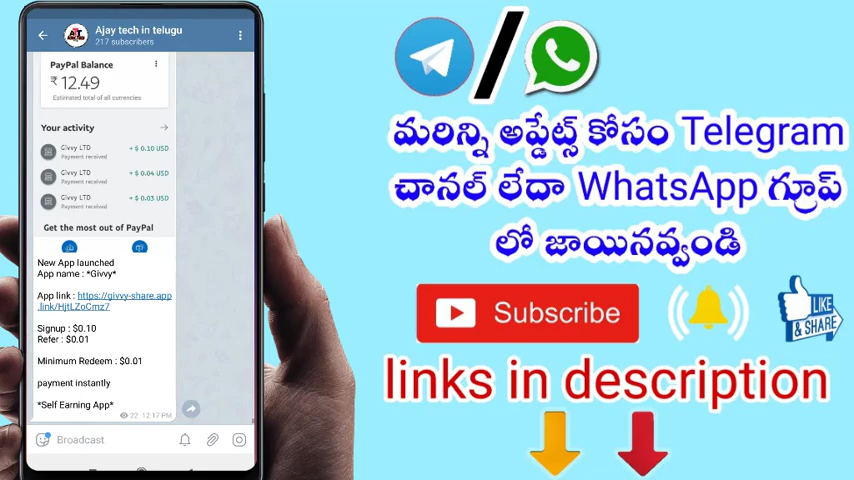 Ajay tech in telugu
217 subscribers
PayPal Balance
₹ 12.49
Estimated total of all currencies
Your activity
Givvy LTD
+ $ 0.10 USD
Payment received
Givvy LTD
+ $ 0.04 USD
Payment received
Givvy LTD
+ $ 0.03 USD
Payment received
Get the most out of PayPal
New App launched
App name : *Givvy*
App link : https://givvy-share.app
.link/HjtLZoCmz7
Signup : $0.10
Refer : $0.01
Minimum Redeem : $0.01
payment instantly
*Self Earning App*
22 12:17 PM
Broadcast
మరిన్ని అప్డేట్స్ కోసం Telegram
చానల్ లేదా WhatsApp గ్రూప్
లో జాయినవ్వండి
Subscribe
LIKE
& SHARE
links in description